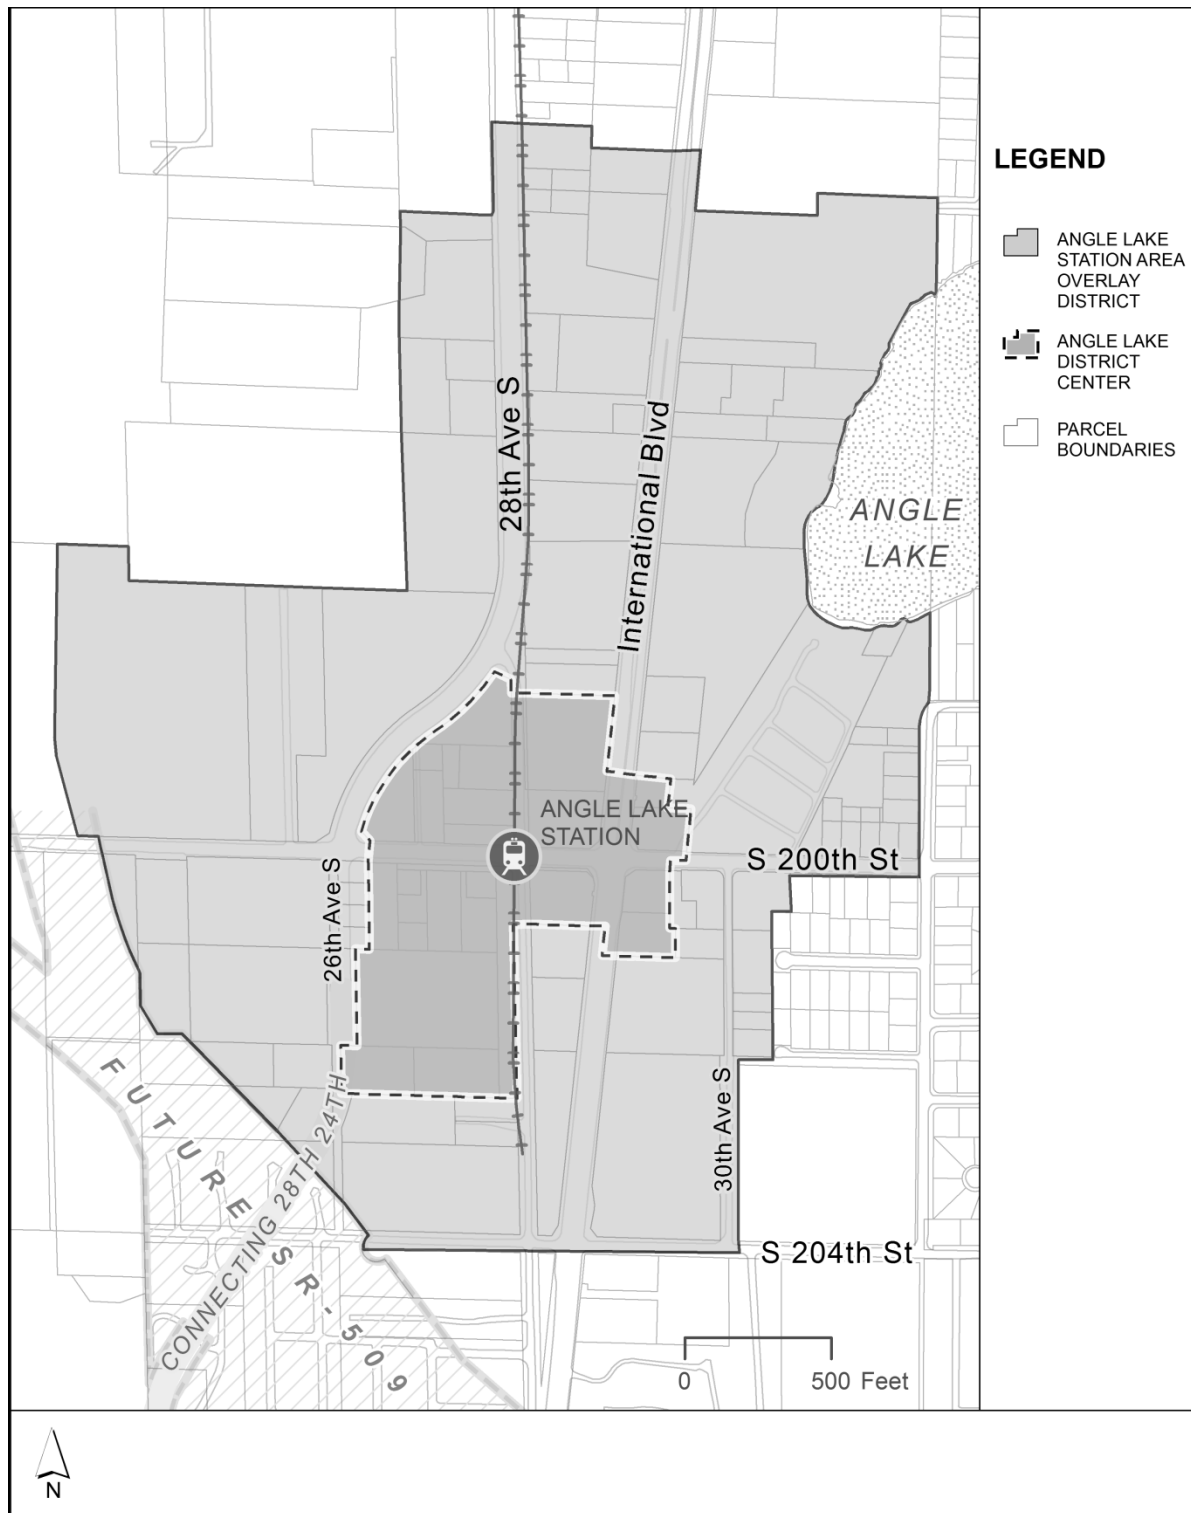 LEGEND
ANGLE LAKE
STATION AREA
OVERLAY
DISTRICT
ANGLE LAKE
DISTRICT
CENTER
PARCEL
BOUNDARIES
28th Ave S
International Blvd
ANGLE
LAKE
ANGLE LAKE
STATION
S 200th St
26th Ave S
30th Ave S
CONNECTING 28TH 24TH
FUTURE SR-509
S 204th St
0 500 Feet
N